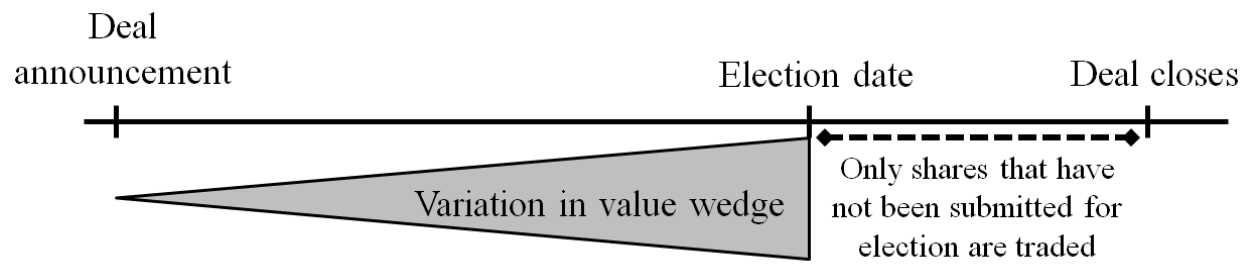 Deal
announcement
Election date
Deal closes
Variation in value wedge
Only shares that have
not been submitted for
election are traded